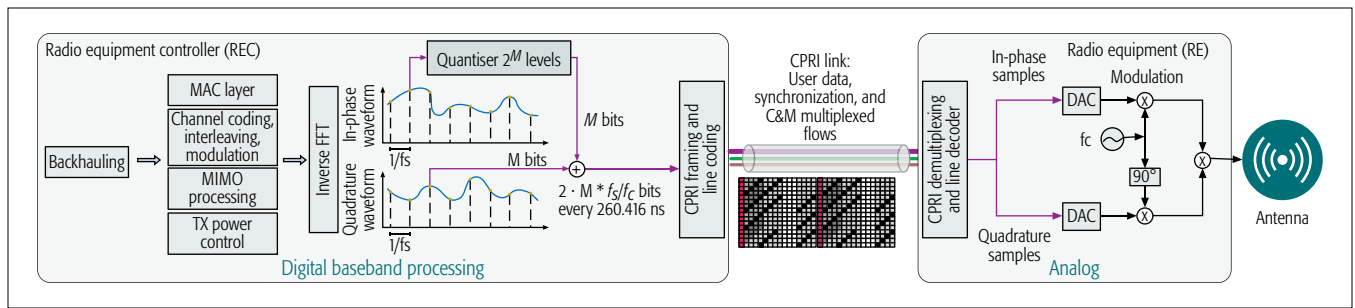 Radio equipment controller (REC)
MAC layer
Channel coding,
interleaving,
modulation
Backhauling
MIMO
processing
TX power
control
Inverse FFT
In-phase
waveform
1/fs
Quadrature
waveform
1/fs
Quantiser 2^M levels
M bits
M bits
+
2 · M * fS/fC bits
every 260.416 ns
Digital baseband processing
CPRI framing and
line coding
CPRI link:
User data,
synchronization, and
C&M multiplexed
flows
CPRI demultiplexing
and line decoder
Radio equipment (RE)
In-phase
samples
Modulation
DAC
X
fc
90°
X
DAC
X
Quadrature
samples
Analog
Antenna